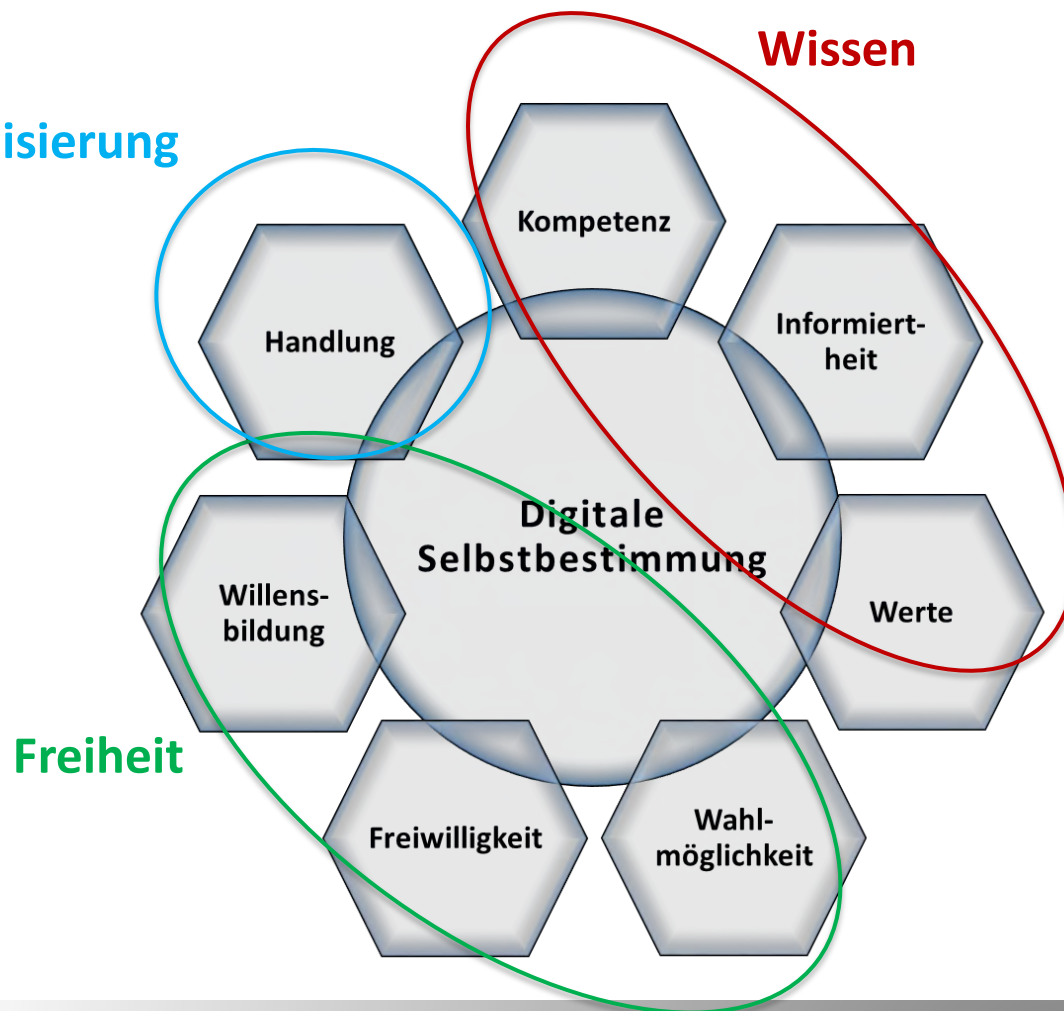 Wissen
isierung
Kompetenz
Informiert-
heit
Handlung
Digitale
Selbstbestimmung
Willens-
bildung
Werte
Freiheit
Freiwilligkeit
Wahl-
möglichkeit